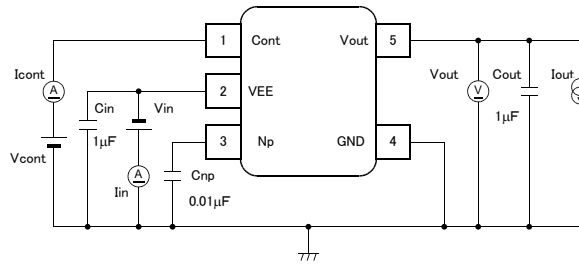 1 Cont Vout 5
Icont
A
Cin Vin
2 VEE
Vout Cout Iout
V
1μF
Vcont
1μF
3 Np GND 4
A
Iin
Cnp
0.01μF